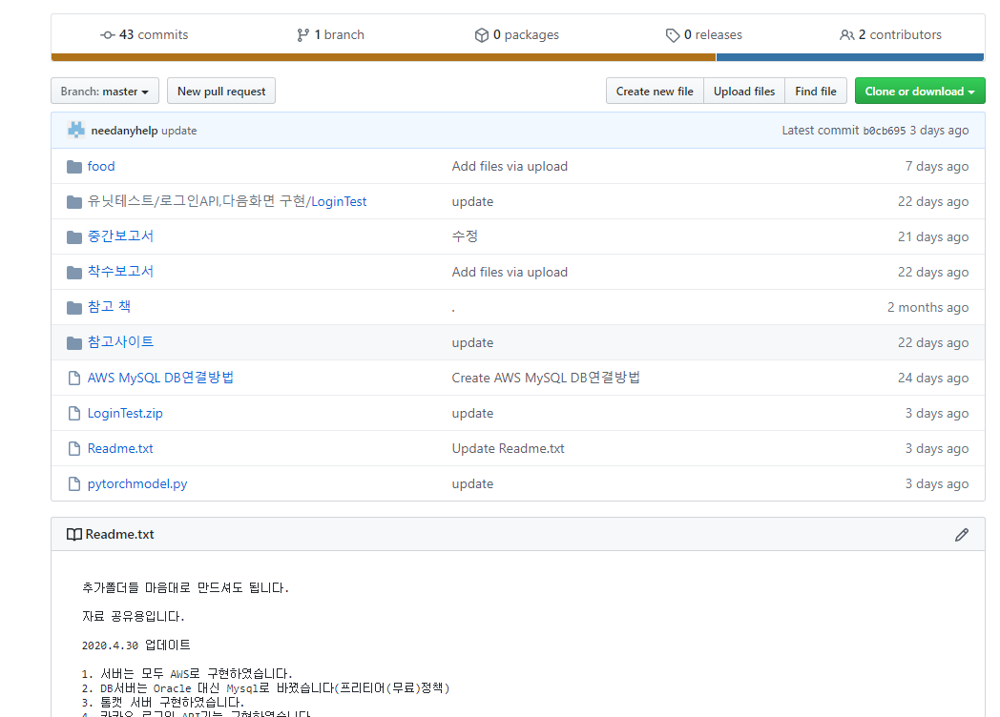 43 commits 1 branch 0 packages 0 releases 2 contributors
Branch: master New pull request Create new file Upload files Find file Clone or download
needanyhelp update Latest commit b0cb695 3 days ago
food Add files via upload 7 days ago
유닛테스트/로그인API,다음화면 구현/LoginTest update 22 days ago
중간보고서 수정 21 days ago
착수보고서 Add files via upload 22 days ago
참고 책 . 2 months ago
참고사이트 update 22 days ago
AWS MySQL DB연결방법 Create AWS MySQL DB연결방법 24 days ago
LoginTest.zip update 3 days ago
Readme.txt Update Readme.txt 3 days ago
pytorchmodel.py update 3 days ago
Readme.txt
추가폴더들 마음대로 만드셔도 됩니다.
자료 공유용입니다.
2020.4.30 업데이트
1. 서버는 모두 AWS로 구현하였습니다.
2. DB서버는 Oracle 대신 Mysql로 바꿨습니다(프리티어(무료)정책)
3. 톰캣 서버 구현하였습니다.
4. 카카오 로그인 API기능 구현하였습니다